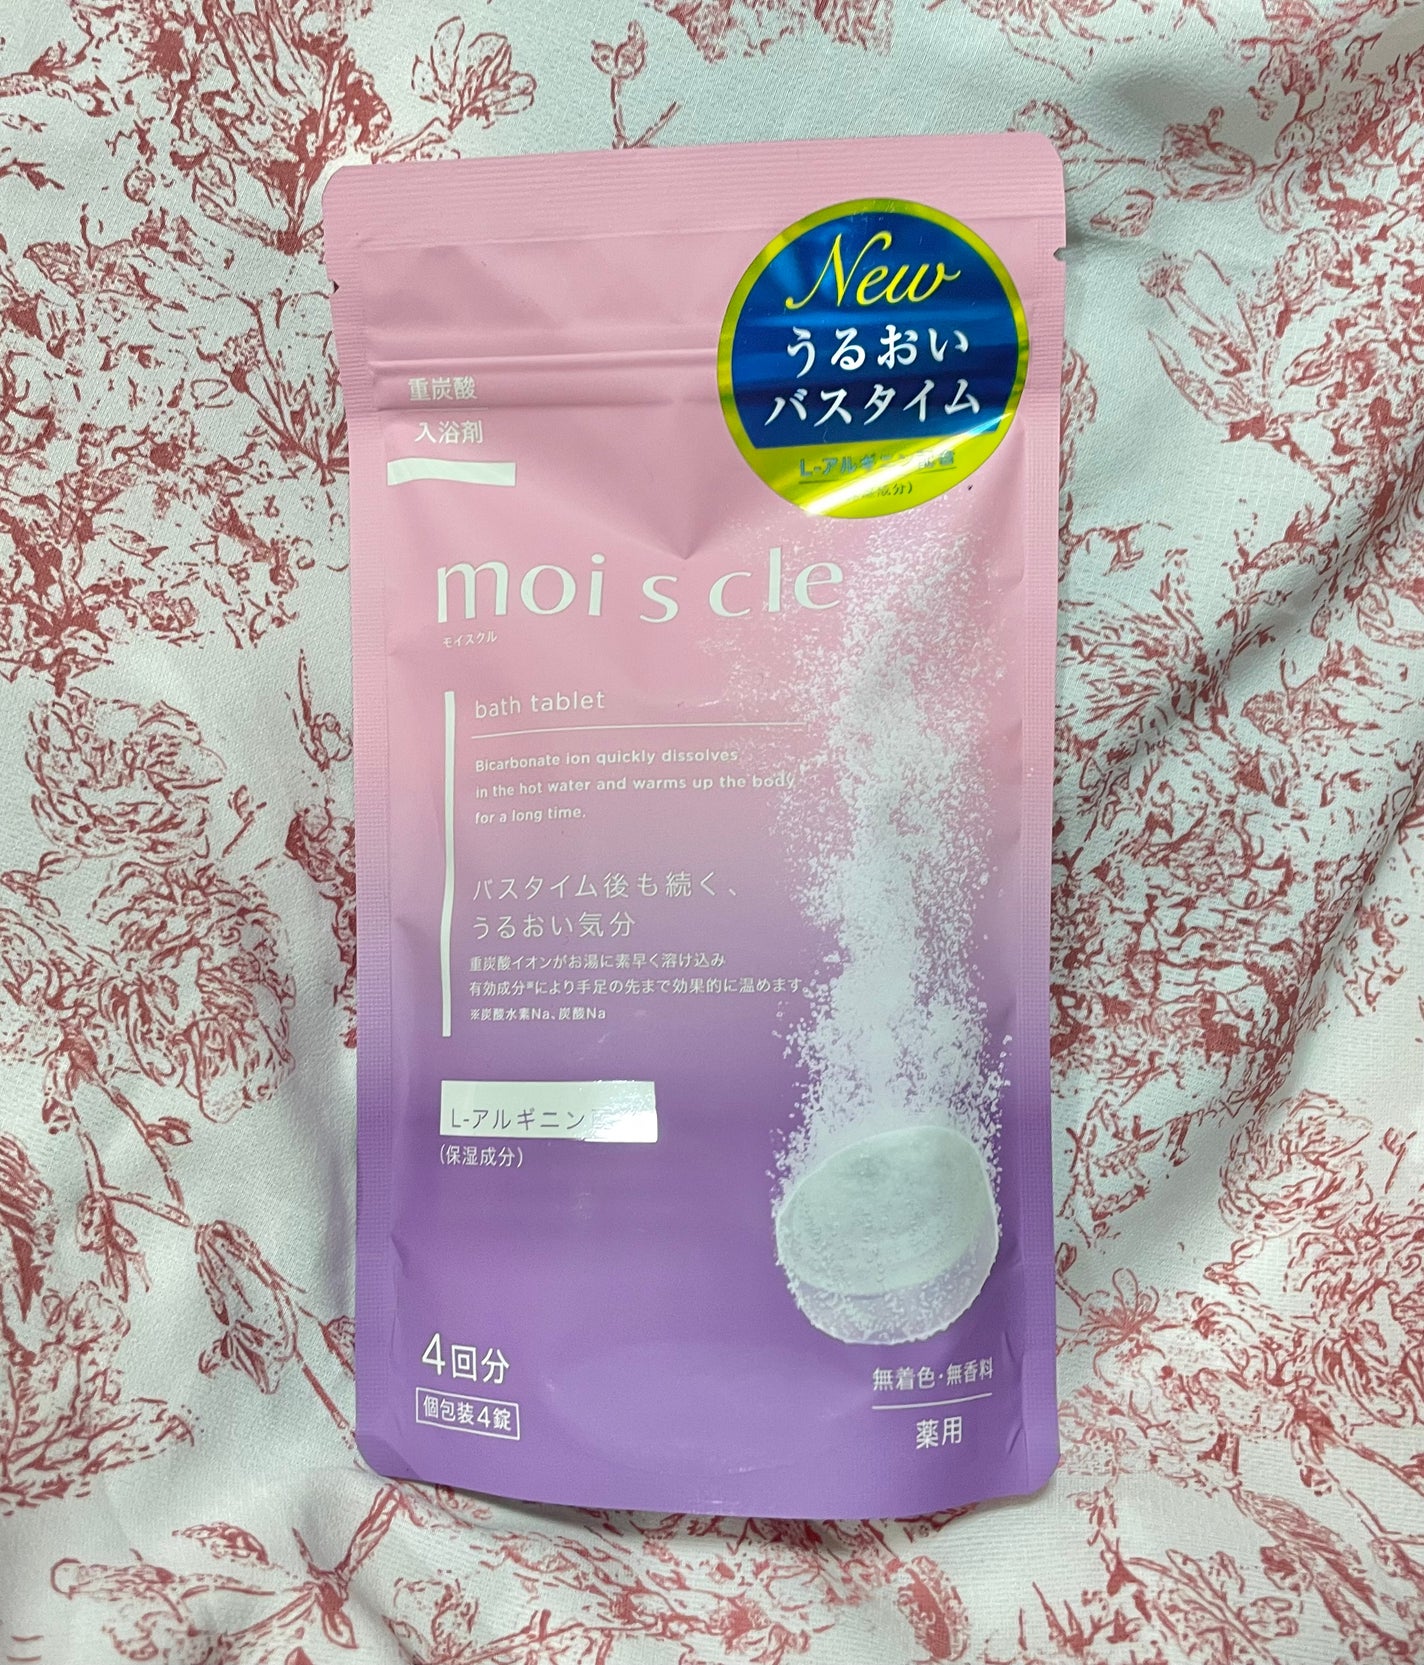 New
うるおい
バスタイム
L-アルギニン配合
重炭酸
入浴剤
moiscle
モイスクル
bath tablet
Bicarbonate ion quickly dissolves
in the hot water and warms up the body
for a long time.
バスタイム後も続く、
うるおい気分
重炭酸イオンがお湯に素早く溶け込み
有効成分※により手足の先まで効果的に温めます。
※炭酸水素Na、炭酸Na
L-アルギニン
(保湿成分)
4回分
個包装4錠
無着色・無香料
薬用